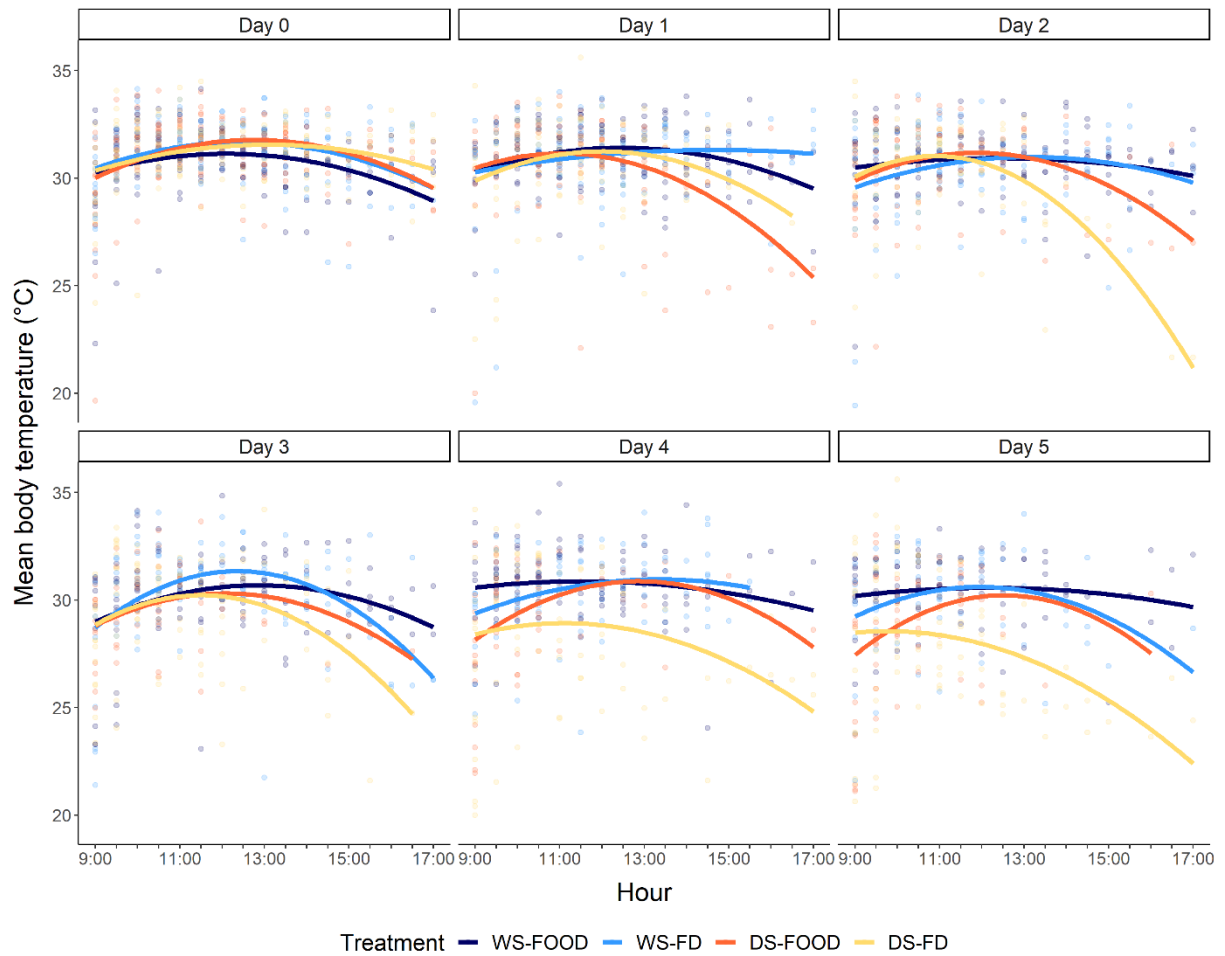 Day 0 Day 1 Day 2
35
30
25
20
Day 3 Day 4 Day 5
35
30
25
20
9:00 11:00 13:00 15:00 17:00 9:00 11:00 13:00 15:00 17:00 9:00 11:00 13:00 15:00 17:00
Mean body temperature (°C)
Hour
Treatment WS-FOOD WS-FD DS-FOOD DS-FD